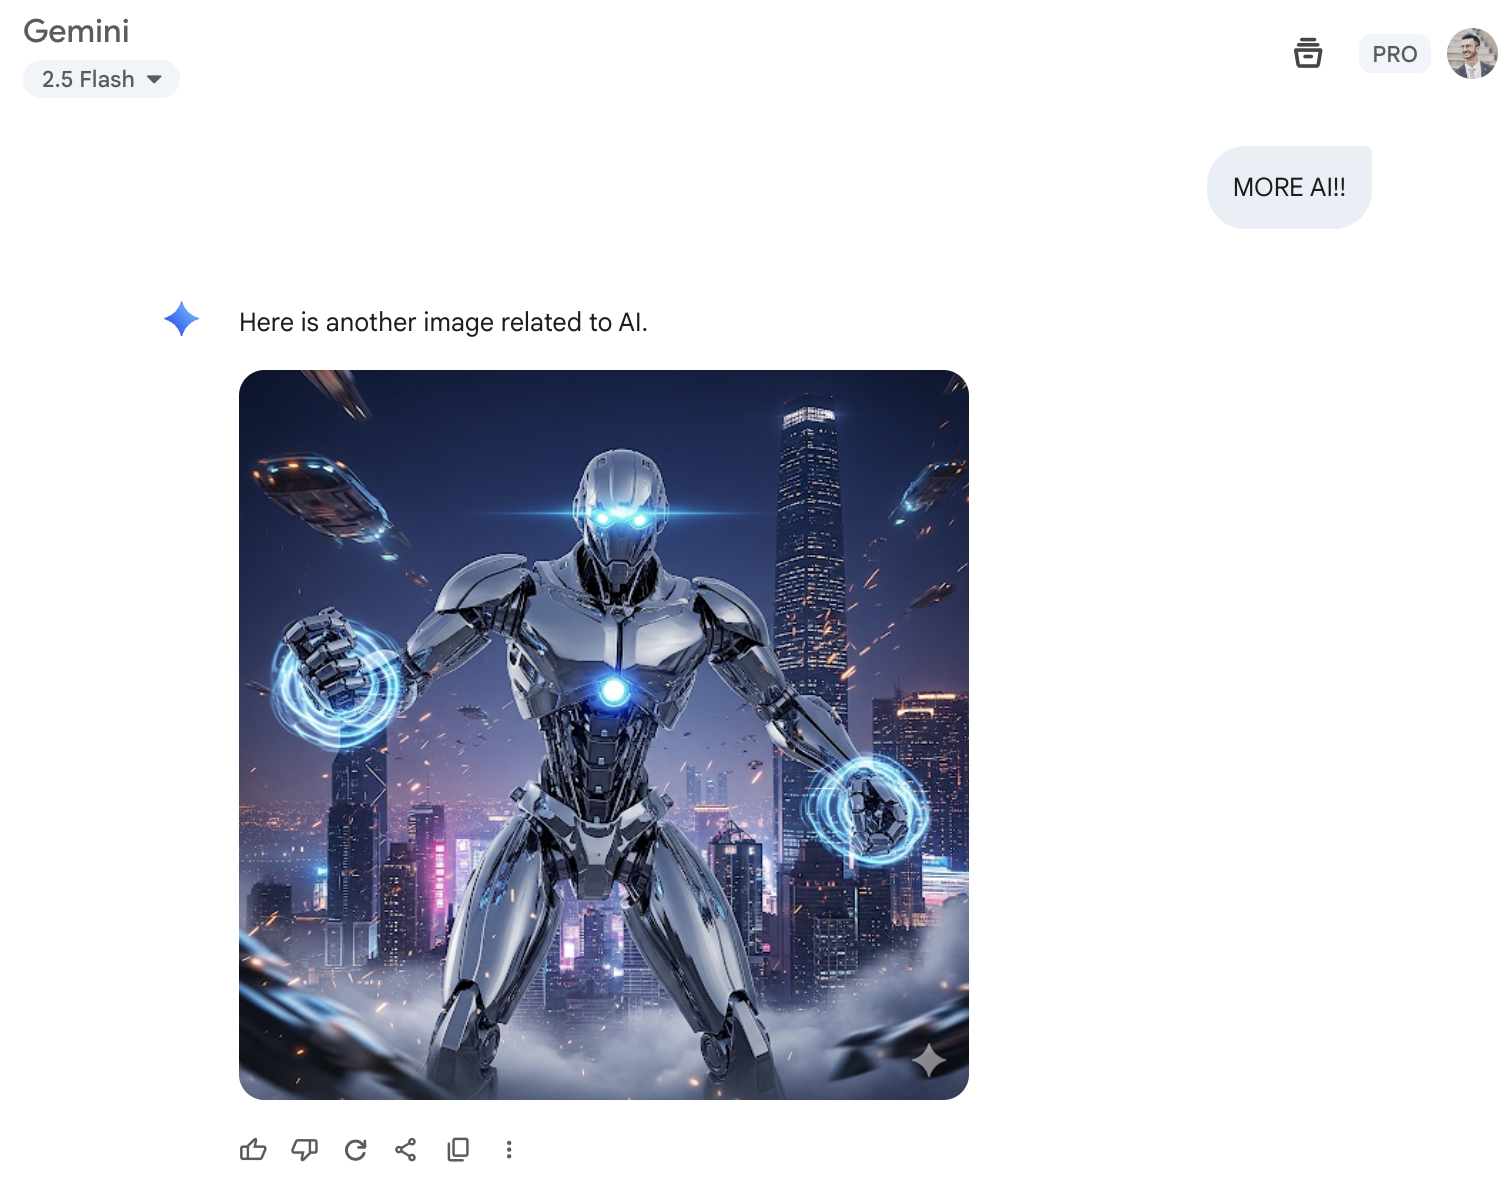 Gemini
2.5 Flash
PRO
MORE AI!!
Here is another image related to AI.